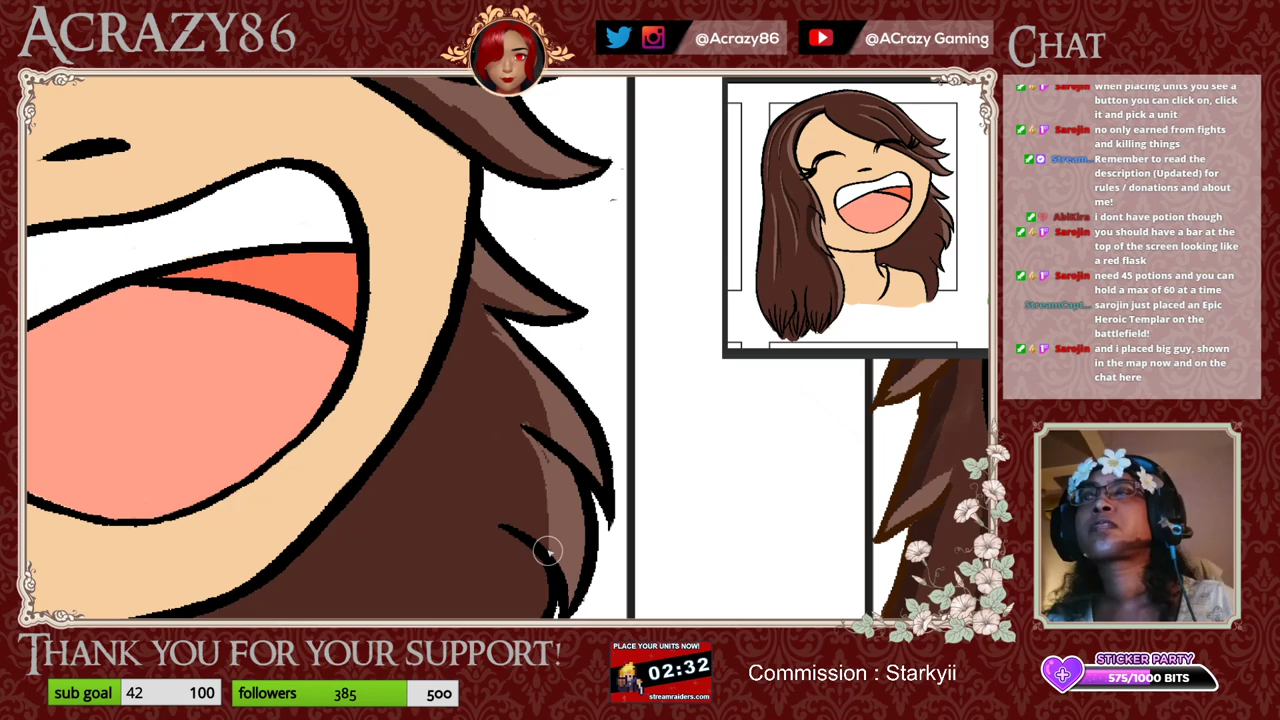 ACRAZY86
@Acrazy86
@ACrazy Gaming
CHAT
Sarojin when placing units you see a
button you can click on, click
it and pick a unit
Sarojin no only earned from fights
and killing things
Stream... Remember to read the
description (Updated) for
rules / donations and about
me!
AbiKira i dont have potion though
Sarojin you should have a bar at the
top of the screen looking like
a red flask
Sarojin need 45 potions and you can
hold a max of 60 at a time
StreamCapt... sarojin just placed an Epic
Heroic Templar on the
battlefield!
Sarojin and i placed big guy, shown
in the map now and on the
chat here
THANK YOU FOR YOUR SUPPORT!
sub goal 42 100
followers 385 500
PLACE YOUR UNITS NOW!
02:32
streamraiders.com
Commission : Starkyii
STICKER PARTY
575/1000 BITS